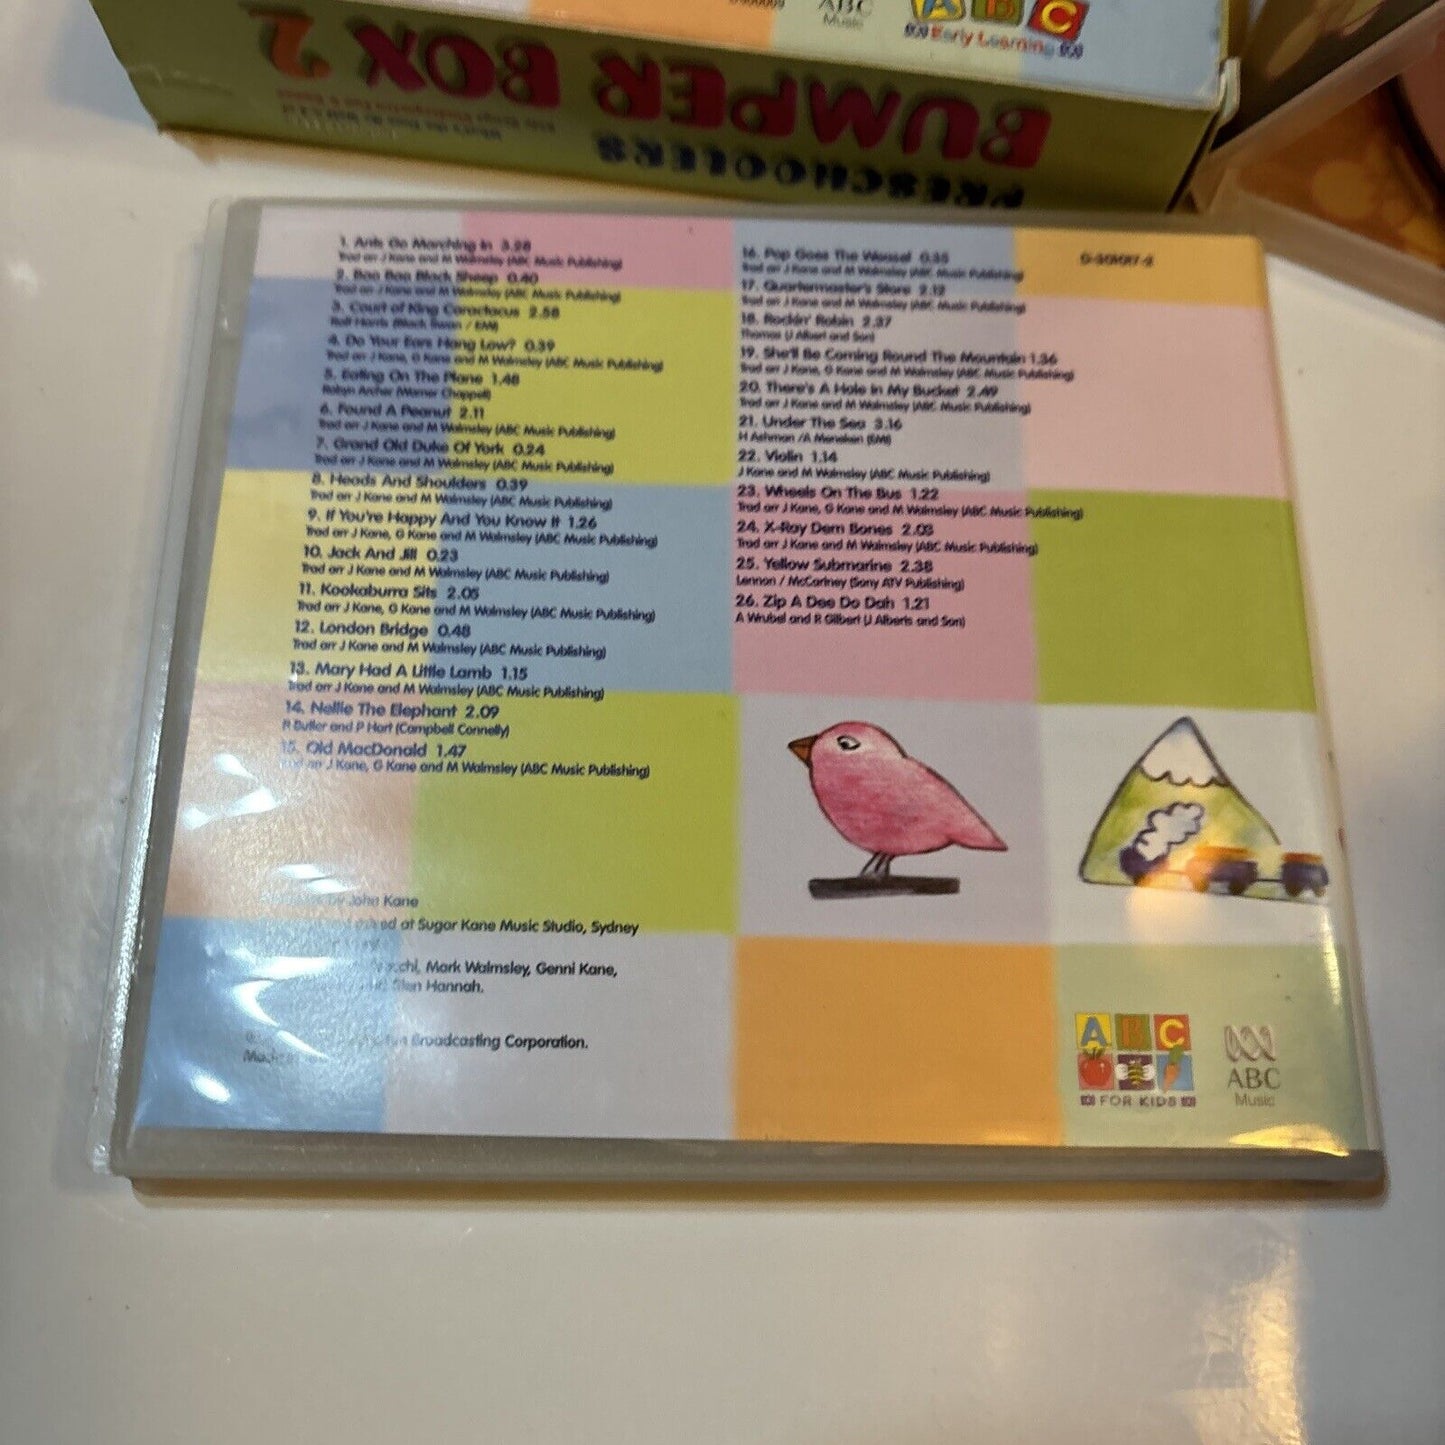 ABC
Music
ABC
Early Learning
PRESCHOOLERS
BUMPER BOX 2
1. Ants Go Marching In 3.28
Trad arr J Kane and M Walmsley (ABC Music Publishing)
2. Baa Baa Black Sheep 0.40
Trad arr J Kane and M Walmsley (ABC Music Publishing)
3. Court of King Caractacus 2.58
Rolf Harris (Black Swan / EMI)
4. Do Your Ears Hang Low? 0.39
Trad arr J Kane, G Kane and M Walmsley (ABC Music Publishing)
5. Eating On The Plane 1.48
Robyn Archer (Warner Chappell)
6. Found A Peanut 2.11
Trad arr J Kane and M Walmsley (ABC Music Publishing)
7. Grand Old Duke Of York 0.24
Trad arr J Kane and M Walmsley (ABC Music Publishing)
8. Heads And Shoulders 0.39
Trad arr J Kane and M Walmsley (ABC Music Publishing)
9. If You're Happy And You Know It 1.26
Trad arr J Kane, G Kane and M Walmsley (ABC Music Publishing)
10. Jack And Jill 0.23
Trad arr J Kane and M Walmsley (ABC Music Publishing)
11. Kookaburra Sits 2.05
Trad arr J Kane, G Kane and M Walmsley (ABC Music Publishing)
12. London Bridge 0.48
Trad arr J Kane and M Walmsley (ABC Music Publishing)
13. Mary Had A Little Lamb 1.15
Trad arr J Kane and M Walmsley (ABC Music Publishing)
14. Nellie The Elephant 2.09
R Butler and P Hart (Campbell Connelly)
15. Old MacDonald 1.47
arr J Kane, G Kane and M Walmsley (ABC Music Publishing)
16. Pop Goes The Weasel 0.35
Trad arr J Kane and M Walmsley (ABC Music Publishing)
17. Quartermaster's Store 2.12
Trad arr J Kane and M Walmsley (ABC Music Publishing)
18. Rockin' Robin 2.37
Thomas (J Albert and Son)
19. She'll Be Coming Round The Mountain 1.36
Trad arr J Kane, G Kane and M Walmsley (ABC Music Publishing)
20. There's A Hole In My Bucket 2.49
Trad arr J Kane and M Walmsley (ABC Music Publishing)
21. Under The Sea 3.16
H Ashman /A Meneken (EMI)
22. Violin 1.14
J Kane and M Walmsley (ABC Music Publishing)
23. Wheels On The Bus 1.22
Trad arr J Kane, G Kane and M Walmsley (ABC Music Publishing)
24. X-Ray Dem Bones 2.03
Trad arr J Kane and M Walmsley (ABC Music Publishing)
25. Yellow Submarine 2.38
Lennon / McCartney (Sony ATV Publishing)
26. Zip A Dee Do Dah 1.21
A Wrubel and R Gilbert (J Alberts and Son)
by John Kane
at Sugar Kane Music Studio, Sydney
Mark Walmsley, Genni Kane,
Glen Hannah.
Broadcasting Corporation.
ABC
FOR KIDS
ABC
Music